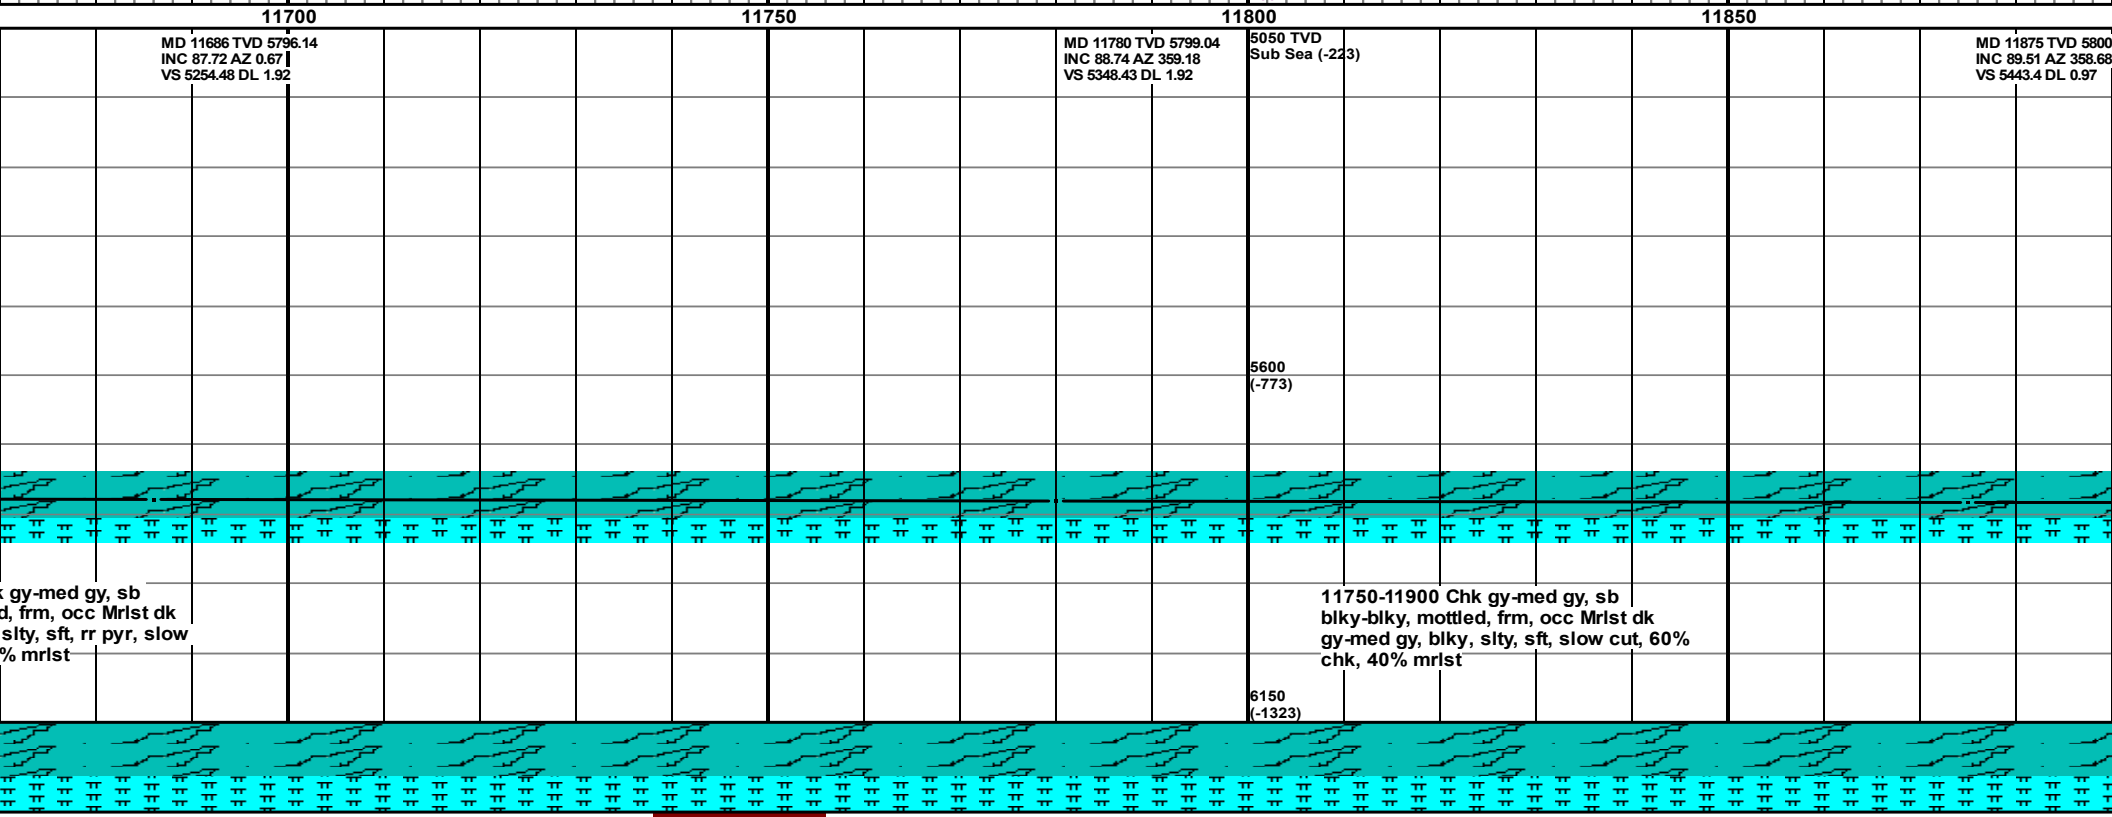 11700
11750
11800
11850
MD 11686 TVD 5796.14
INC 87.72 AZ 0.67
VS 5254.48 DL 1.92
MD 11780 TVD 5799.04
INC 88.74 AZ 359.18
VS 5348.43 DL 1.92
5050 TVD
Sub Sea (-223)
MD 11875 TVD 5800
INC 89.51 AZ 358.68
VS 5443.4 DL 0.97
5600
(-773)
gy-med gy, sb
d, frm, occ Mrlst dk
slty, sft, rr pyr, slow
% mrlst
11750-11900 Chk gy-med gy, sb
blky-blky, mottled, frm, occ Mrlst dk
gy-med gy, blky, slty, sft, slow cut, 60%
chk, 40% mrlst
6150
(-1323)